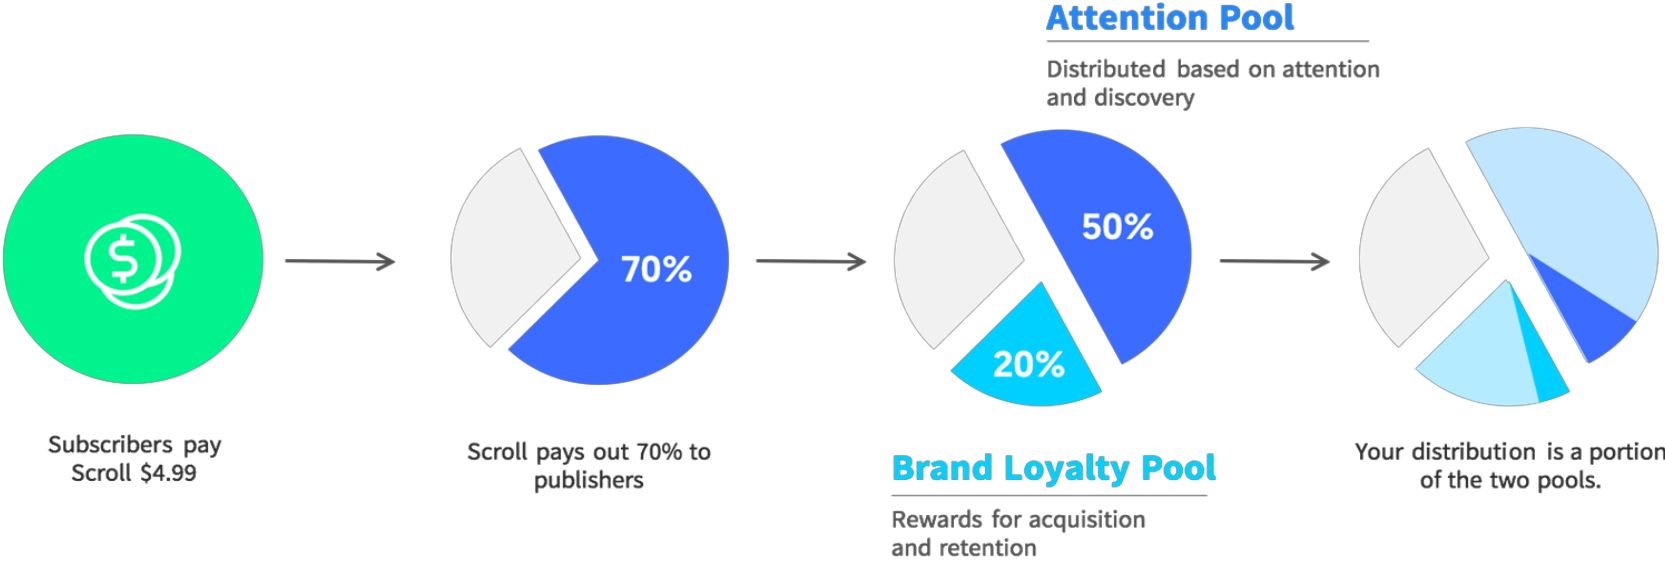 Attention Pool
Distributed based on attention
and discovery
$
70%
50%
20%
Subscribers pay
Scroll $4.99
Scroll pays out 70% to
publishers
Brand Loyalty Pool
Rewards for acquisition
and retention
Your distribution is a portion
of the two pools.